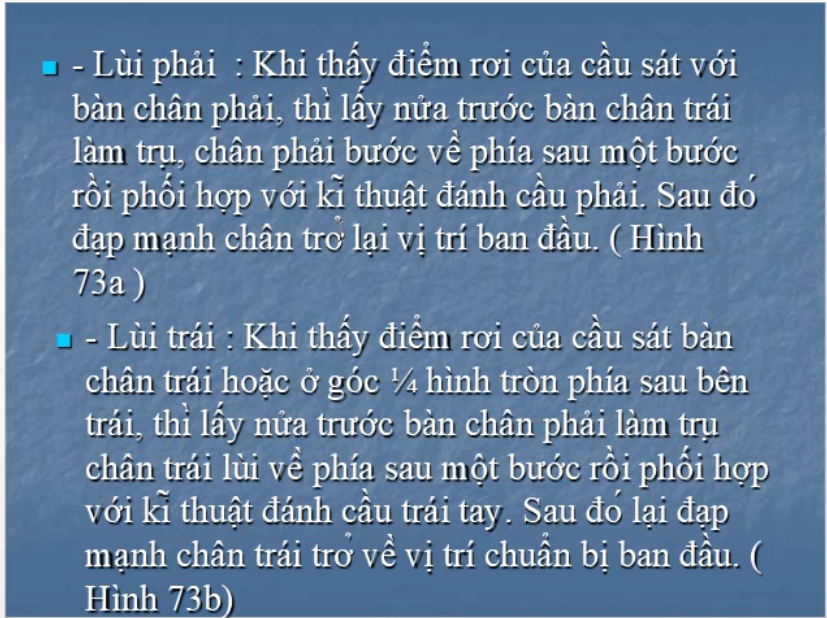 - Lùi phải : Khi thấy điểm rơi của cầu sát với
bàn chân phải, thì lấy nửa trước bàn chân trái
làm trụ, chân phải bước về phía sau một bước
rồi phối hợp với kĩ thuật đánh cầu phải. Sau đó
đạp mạnh chân trở lại vị trí ban đầu. ( Hình
73a )
- Lùi trái : Khi thấy điểm rơi của cầu sát bàn
chân trái hoặc ở góc ¼ hình tròn phía sau bên
trái, thì lấy nửa trước bàn chân phải làm trụ
chân trái lùi về phía sau một bước rồi phối hợp
với kĩ thuật đánh cầu trái tay. Sau đó lại đạp
mạnh chân trái trở về vị trí chuẩn bị ban đầu. (
Hình 73b)